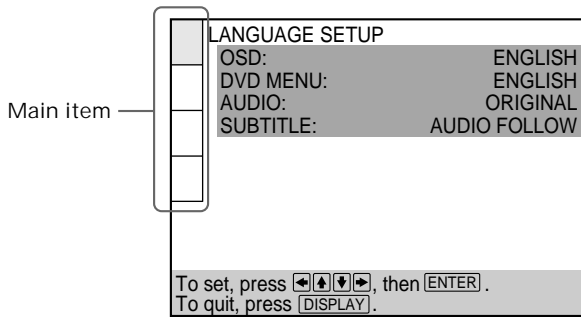 LANGUAGE SETUP
OSD: ENGLISH
DVD MENU: ENGLISH
AUDIO: ORIGINAL
SUBTITLE: AUDIO FOLLOW
Main item
To set, press ←↑↓→, then ENTER.
To quit, press DISPLAY.